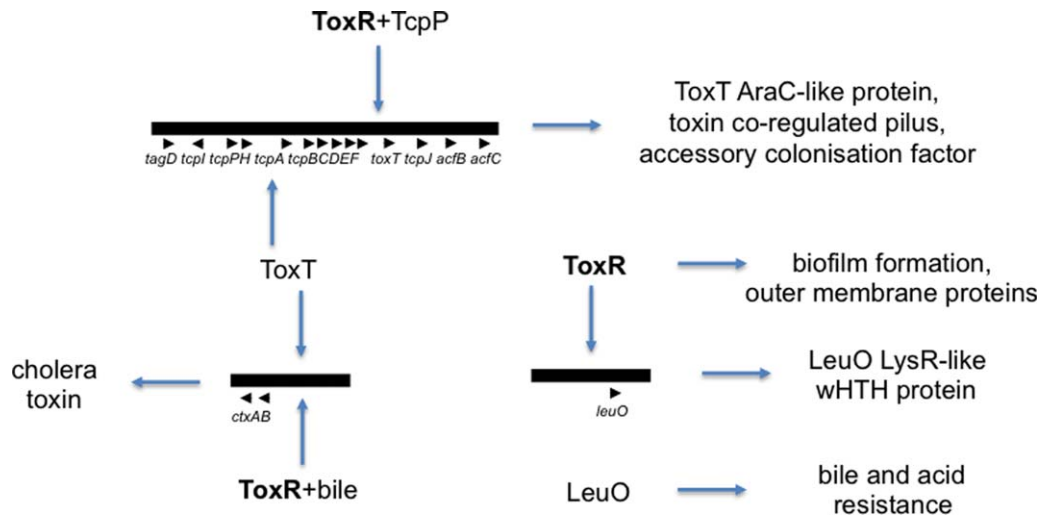 ToxR+TcpP
ToxT AraC-like protein,
toxin co-regulated pilus,
accessory colonisation factor
tagD tcpI tcpPH tcpA tcpBCDEF toxT tcpJ acfB acfC
ToxT
ToxR
biofilm formation,
outer membrane proteins
cholera
toxin
ctxAB
leuO
LeuO LysR-like
wHTH protein
ToxR+bile
LeuO
bile and acid
resistance